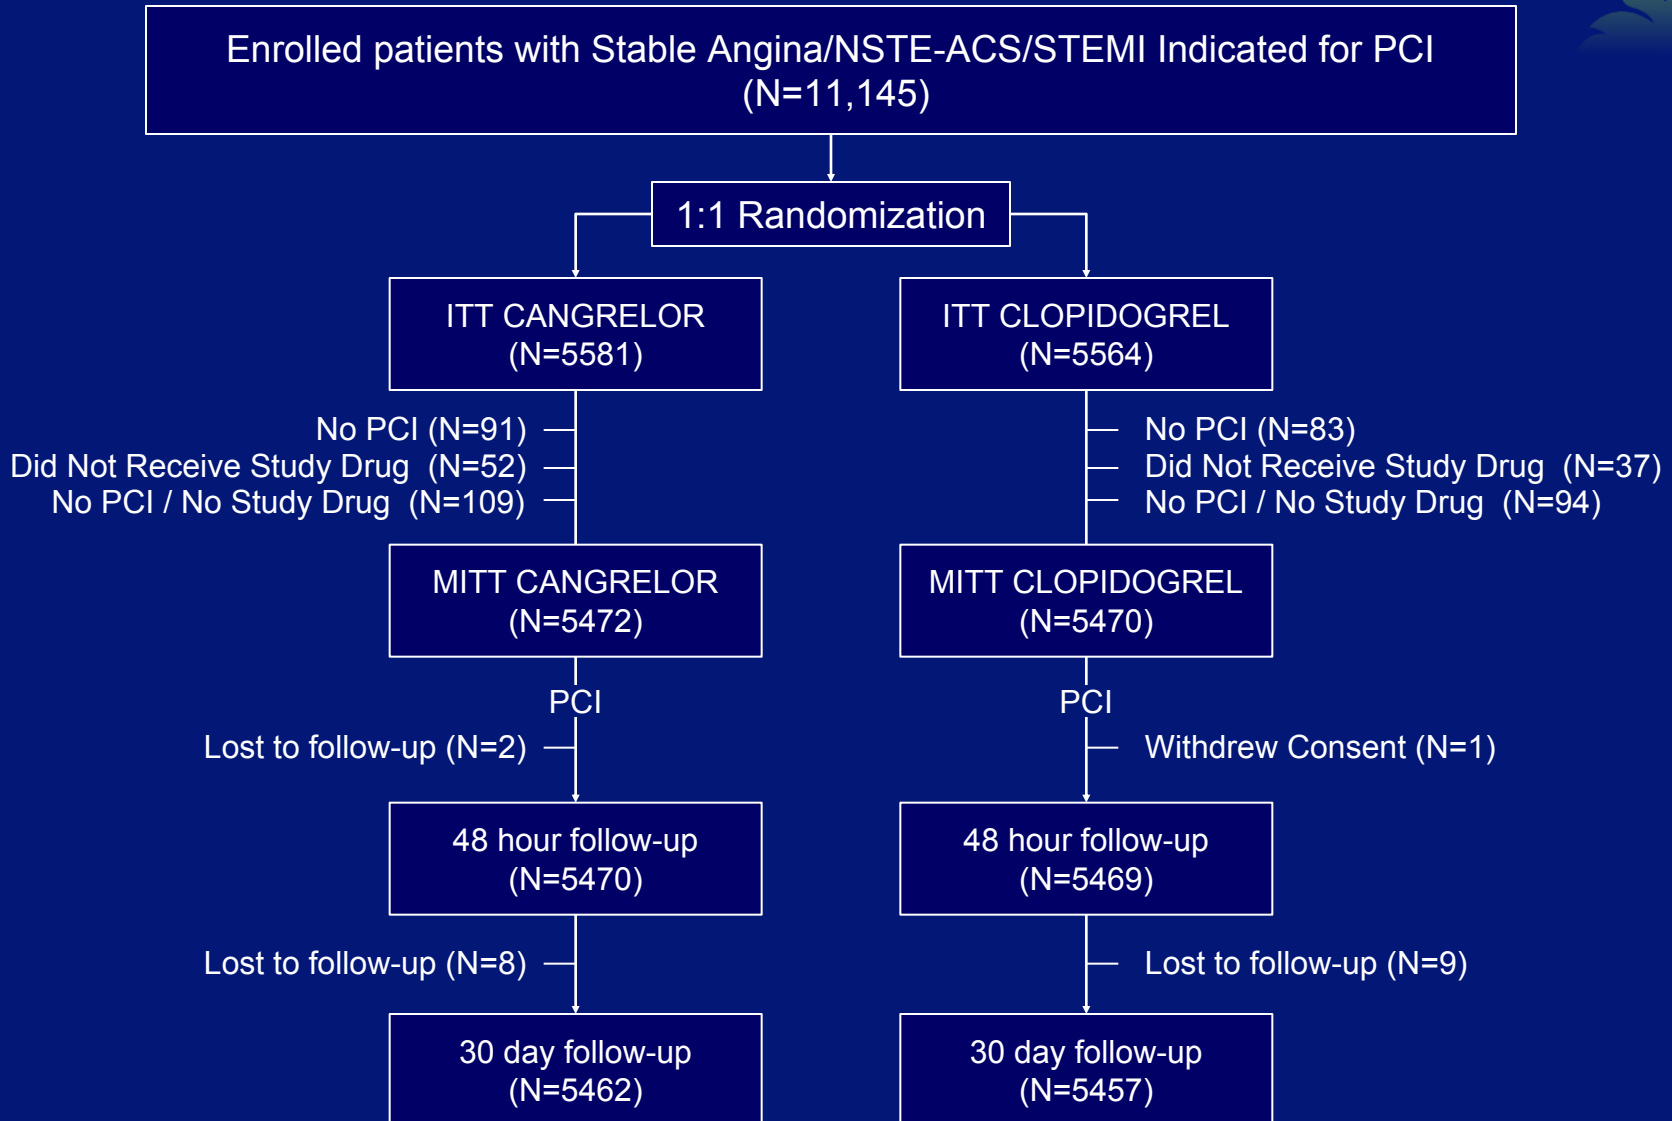 Enrolled patients with Stable Angina/NSTE-ACS/STEMI Indicated for PCI
(N=11,145)
1:1 Randomization
ITT CANGRELOR
(N=5581)
ITT CLOPIDOGREL
(N=5564)
No PCI (N=91)
Did Not Receive Study Drug (N=52)
No PCI / No Study Drug (N=109)
No PCI (N=83)
Did Not Receive Study Drug (N=37)
No PCI / No Study Drug (N=94)
MITT CANGRELOR
(N=5472)
MITT CLOPIDOGREL
(N=5470)
PCI
PCI
Lost to follow-up (N=2)
Withdrew Consent (N=1)
48 hour follow-up
(N=5470)
48 hour follow-up
(N=5469)
Lost to follow-up (N=8)
Lost to follow-up (N=9)
30 day follow-up
(N=5462)
30 day follow-up
(N=5457)